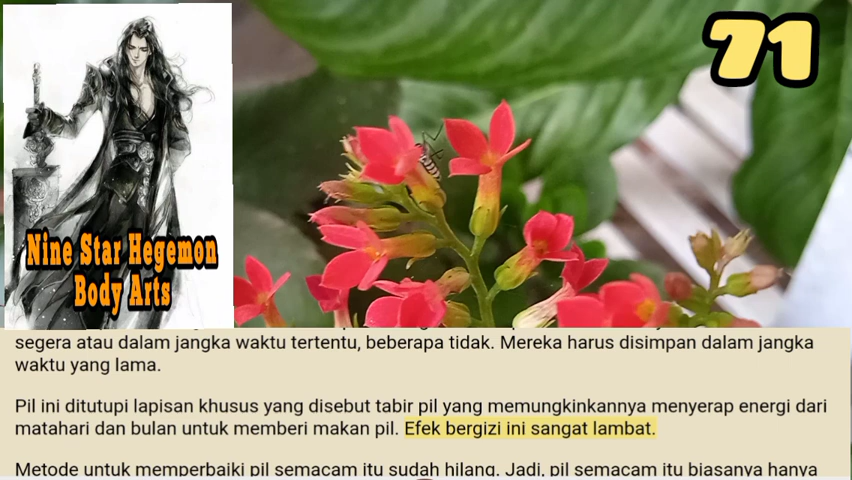 71
Nine Star Hegemon
Body Arts
segera atau dalam jangka waktu tertentu, beberapa tidak. Mereka harus disimpan dalam jangka
waktu yang lama.
Pil ini ditutupi lapisan khusus yang disebut tabir pil yang memungkinkannya menyerap energi dari
matahari dan bulan untuk memberi makan pil. Efek bergizi ini sangat lambat.
Metode untuk memperbaiki pil semacam itu sudah hilang. Jadi, pil semacam itu biasanya hanya